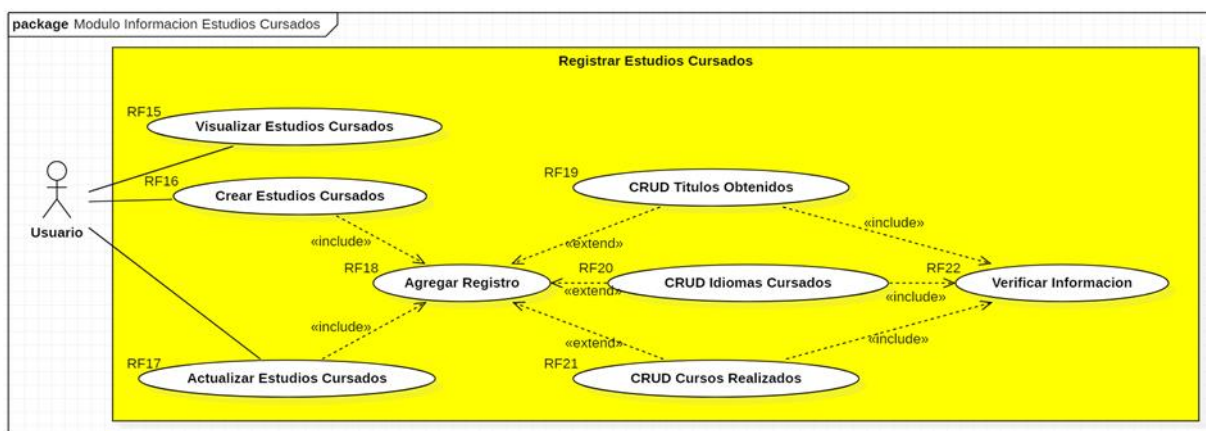 package Modulo Informacion Estudios Cursados
Registrar Estudios Cursados
RF15
Visualizar Estudios Cursados
RF16
Crear Estudios Cursados
RF19
CRUD Titulos Obtenidos
Usuario
«include»
«extend»
«include»
RF18
Agregar Registro
RF20
«extend»
CRUD Idiomas Cursados
RF22
«include»
Verificar Informacion
«include»
«extend»
«include»
RF17
Actualizar Estudios Cursados
RF21
CRUD Cursos Realizados